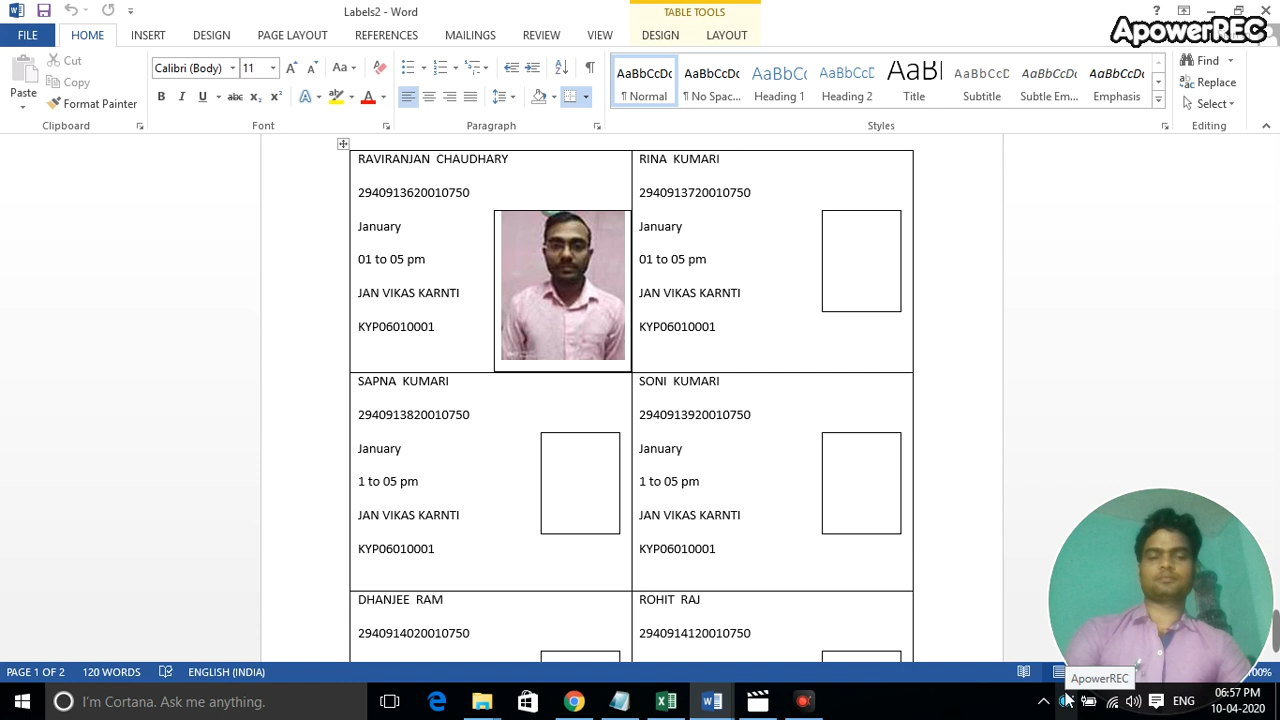 Labels2 - Word
TABLE TOOLS
ApowerREC
FILE HOME INSERT DESIGN PAGE LAYOUT REFERENCES MAILINGS REVIEW VIEW DESIGN LAYOUT
Cut
Copy
Format Painter
Paste
Clipboard
Calibri (Body) 11
Font
Paragraph
AaBbCcDc AaBbCcDc AaBbC AaBbCcD AaBl AaBbCcD AaBbCcDc AaBbCcDc
¶ Normal ¶ No Spac... Heading 1 Heading 2 Title Subtitle Subtle Em... Emphasis
Styles
Find
Replace
Select
Editing
RAVIRANJAN CHAUDHARY
2940913620010750
January
01 to 05 pm
JAN VIKAS KARNTI
KYP06010001
RINA KUMARI
2940913720010750
January
01 to 05 pm
JAN VIKAS KARNTI
KYP06010001
SAPNA KUMARI
2940913820010750
January
1 to 05 pm
JAN VIKAS KARNTI
KYP06010001
SONI KUMARI
2940913920010750
January
1 to 05 pm
JAN VIKAS KARNTI
KYP06010001
DHANJEE RAM
2940914020010750
ROHIT RAJ
2940914120010750
PAGE 1 OF 2 120 WORDS ENGLISH (INDIA)
ApowerREC
I'm Cortana. Ask me anything.
ENG
06:57 PM
10-04-2020